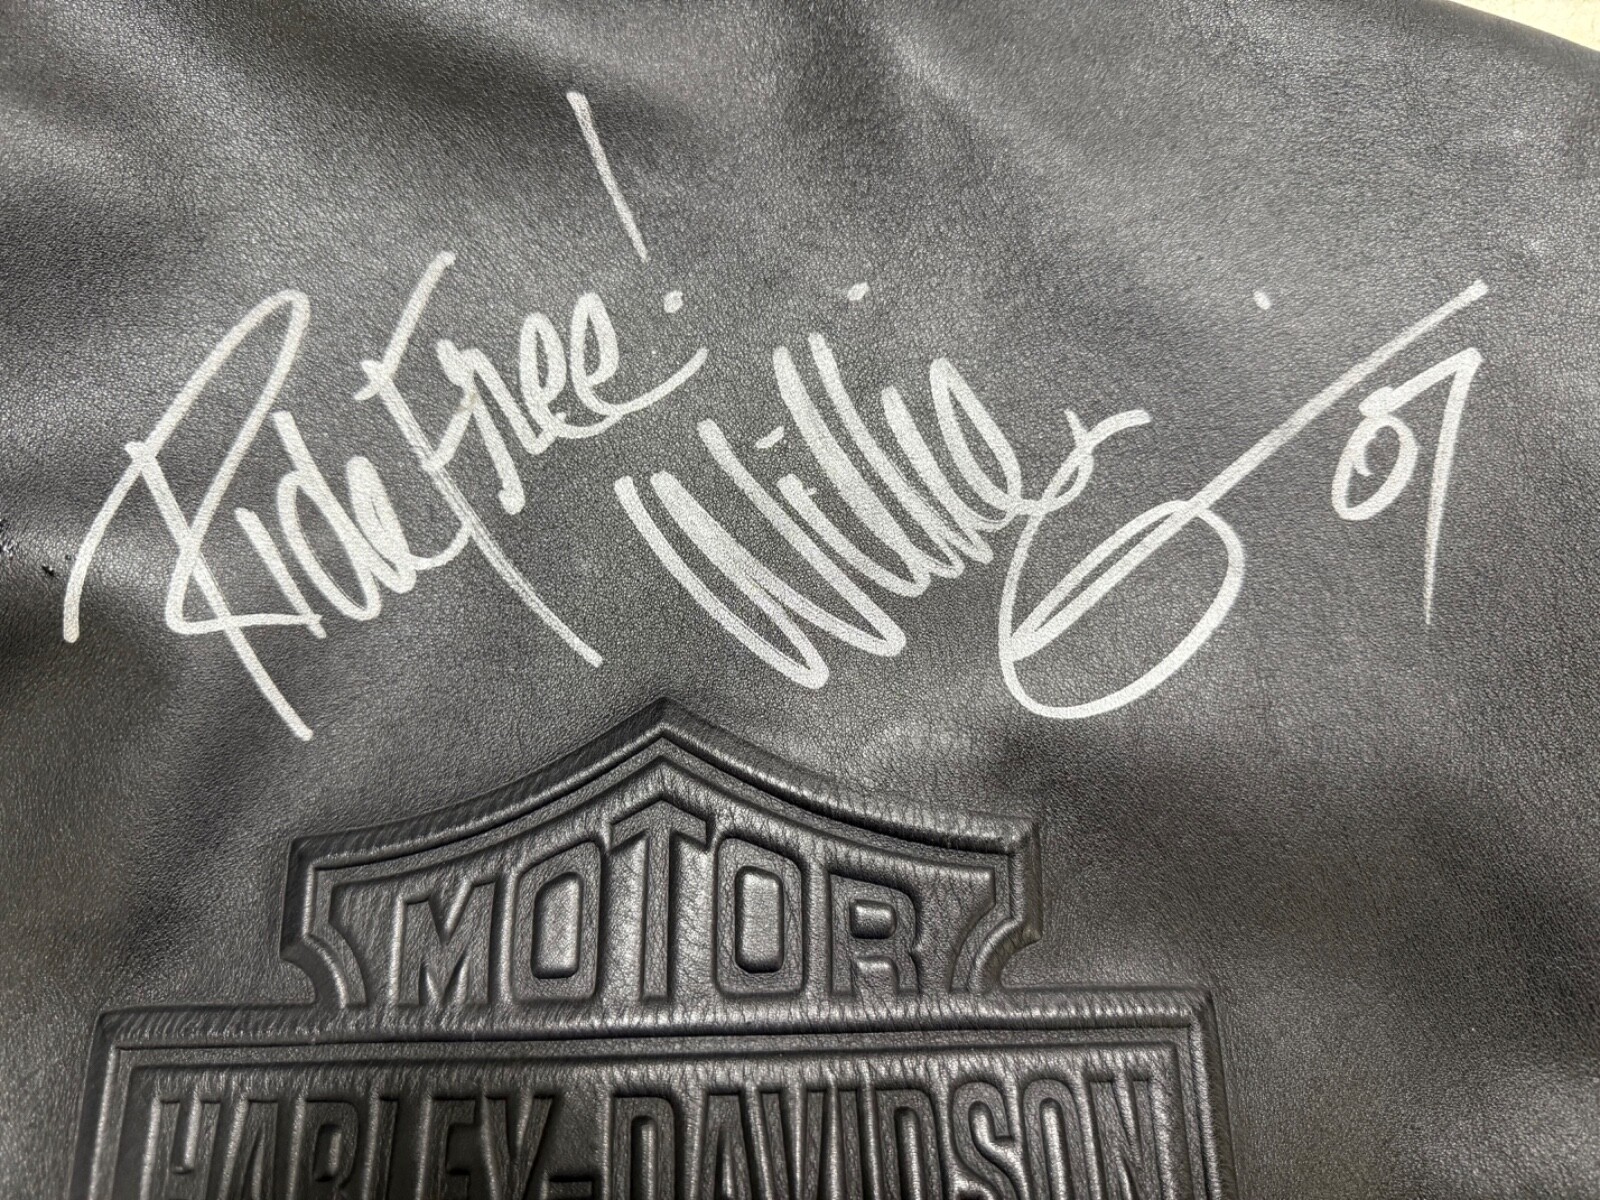 Ride Free!
Willie G. 07
MOTOR
HARLEY-DAVIDSON